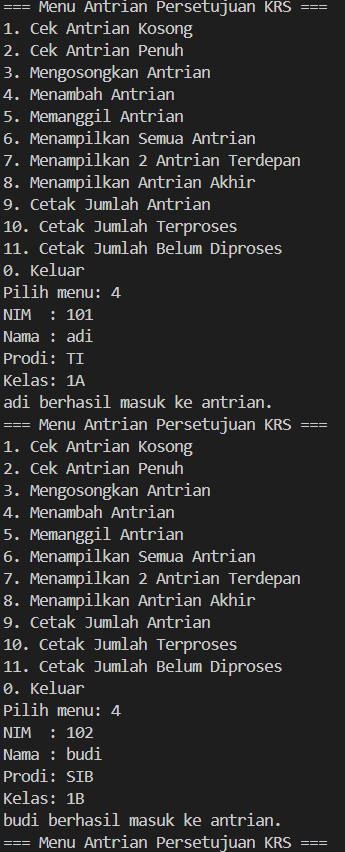 === Menu Antrian Persetujuan KRS ===
1. Cek Antrian Kosong
2. Cek Antrian Penuh
3. Mengosongkan Antrian
4. Menambah Antrian
5. Memanggil Antrian
6. Menampilkan Semua Antrian
7. Menampilkan 2 Antrian Terdepan
8. Menampilkan Antrian Akhir
9. Cetak Jumlah Antrian
10. Cetak Jumlah Terproses
11. Cetak Jumlah Belum Diproses
0. Keluar
Pilih menu: 4
NIM  : 101
Nama : adi
Prodi: TI
Kelas: 1A
adi berhasil masuk ke antrian.
=== Menu Antrian Persetujuan KRS ===
1. Cek Antrian Kosong
2. Cek Antrian Penuh
3. Mengosongkan Antrian
4. Menambah Antrian
5. Memanggil Antrian
6. Menampilkan Semua Antrian
7. Menampilkan 2 Antrian Terdepan
8. Menampilkan Antrian Akhir
9. Cetak Jumlah Antrian
10. Cetak Jumlah Terproses
11. Cetak Jumlah Belum Diproses
0. Keluar
Pilih menu: 4
NIM  : 102
Nama : budi
Prodi: SIB
Kelas: 1B
budi berhasil masuk ke antrian.
=== Menu Antrian Persetujuan KRS ===